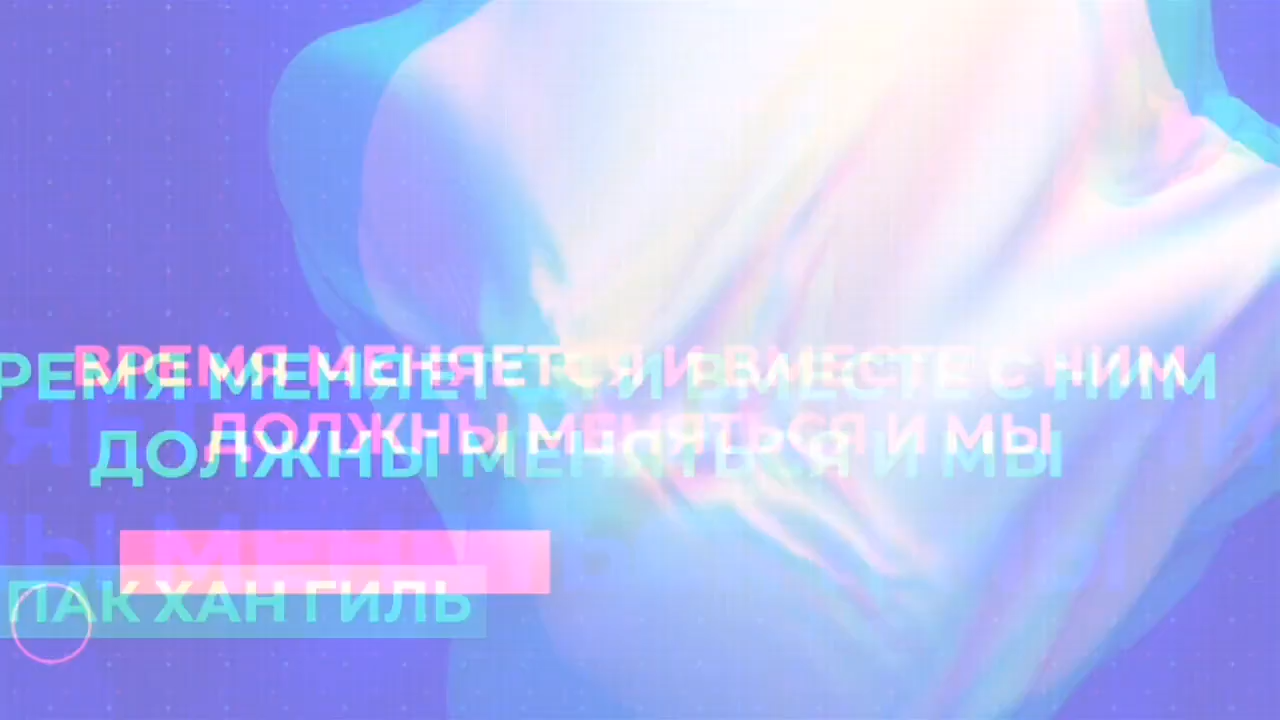 ВРЕМЯ МЕНЯЕТСЯ И ВМЕСТЕ С НИМ
ДОЛЖНЫ МЕНЯТЬСЯ И МЫ
ПАК ХАН ГИЛЬ